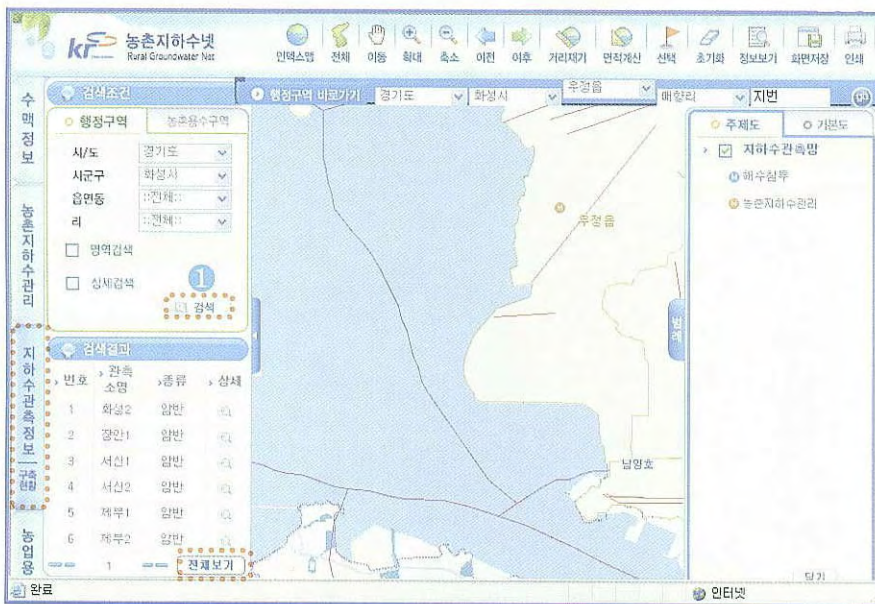 kr 농촌지하수넷
Rural Groundwater Net
인덱스맵 전체 이동 확대 축소 이전 이후 거리재기 면적계산 선택 초기화 정보보기 화면저장 인쇄
수맥정보
농촌지하수관리
지하수관측정보
구축현황
농업용
검색조건
행정구역 농촌용수구역
시/도 경기도
시군구 화성시
읍면동 ::전체::
리 ::전체::
영역검색
상세검색
1
검색
검색결과
번호 관측소명 종류 상세
1 화성2 암반
2 장안1 암반
3 서신1 암반
4 서신2 암반
5 제부1 암반
6 제부2 암반
1 전체보기
행정구역 바로가기 경기도 화성시 우정읍 매향리 지번
우정읍
남양호
범례
주제도 기본도
지하수관측망
해수침투
농촌지하수관리
닫기
완료
인터넷